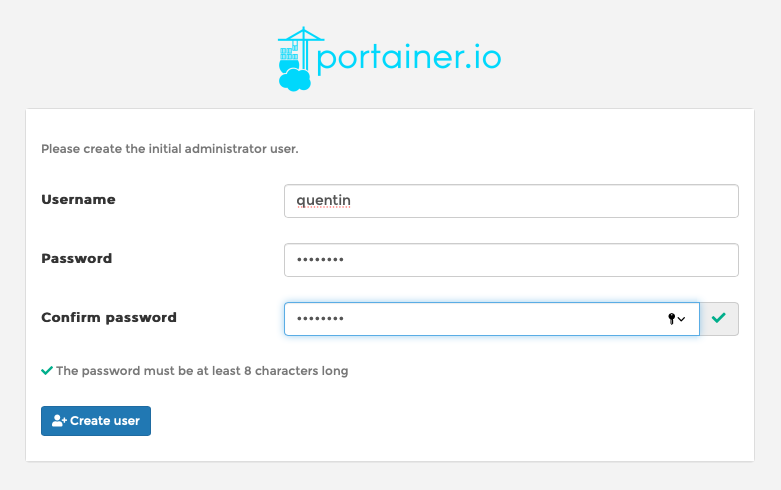 portainer.io
Please create the initial administrator user.
Username
quentin
Password
••••••••
Confirm password
••••••••
The password must be at least 8 characters long
Create user